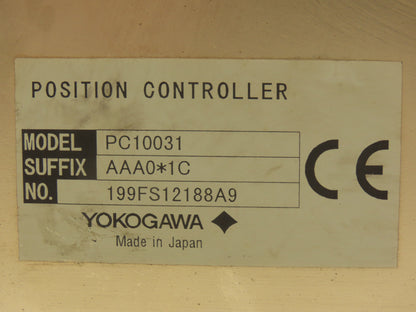 POSITION CONTROLLER
MODEL PC10031
SUFFIX AAA0*1C
NO. 199FS12188A9
CE
YOKOGAWA
Made in Japan